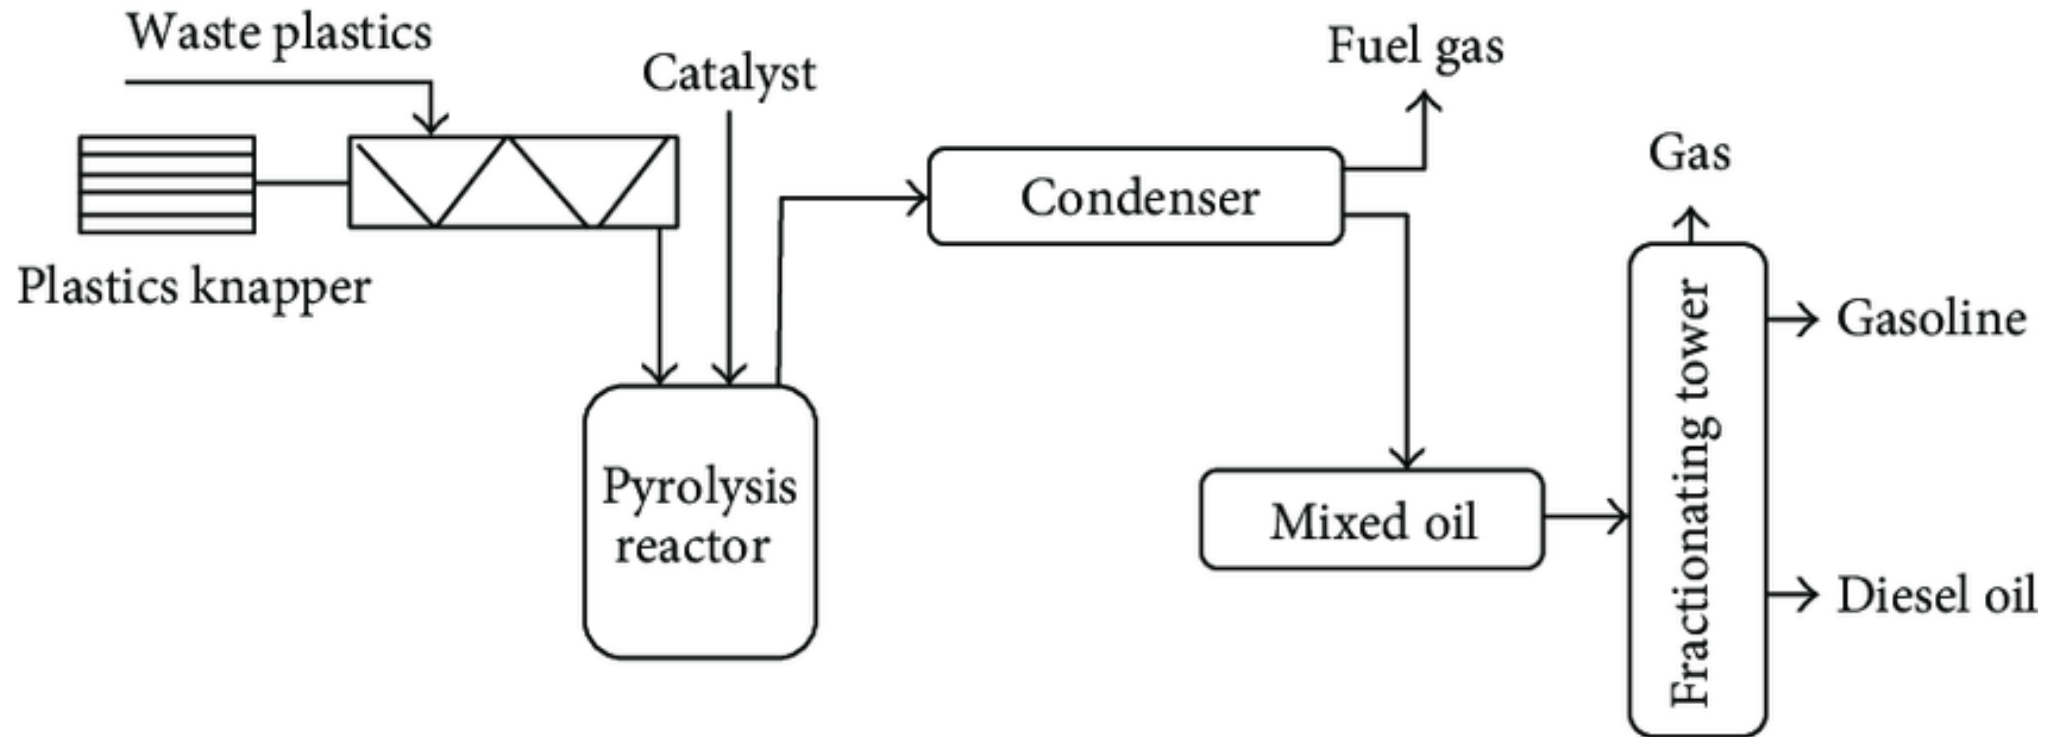 Waste plastics
Catalyst
Fuel gas
Plastics knapper
Condenser
Gas
Gasoline
Pyrolysis
reactor
Mixed oil
Fractionating tower
Diesel oil